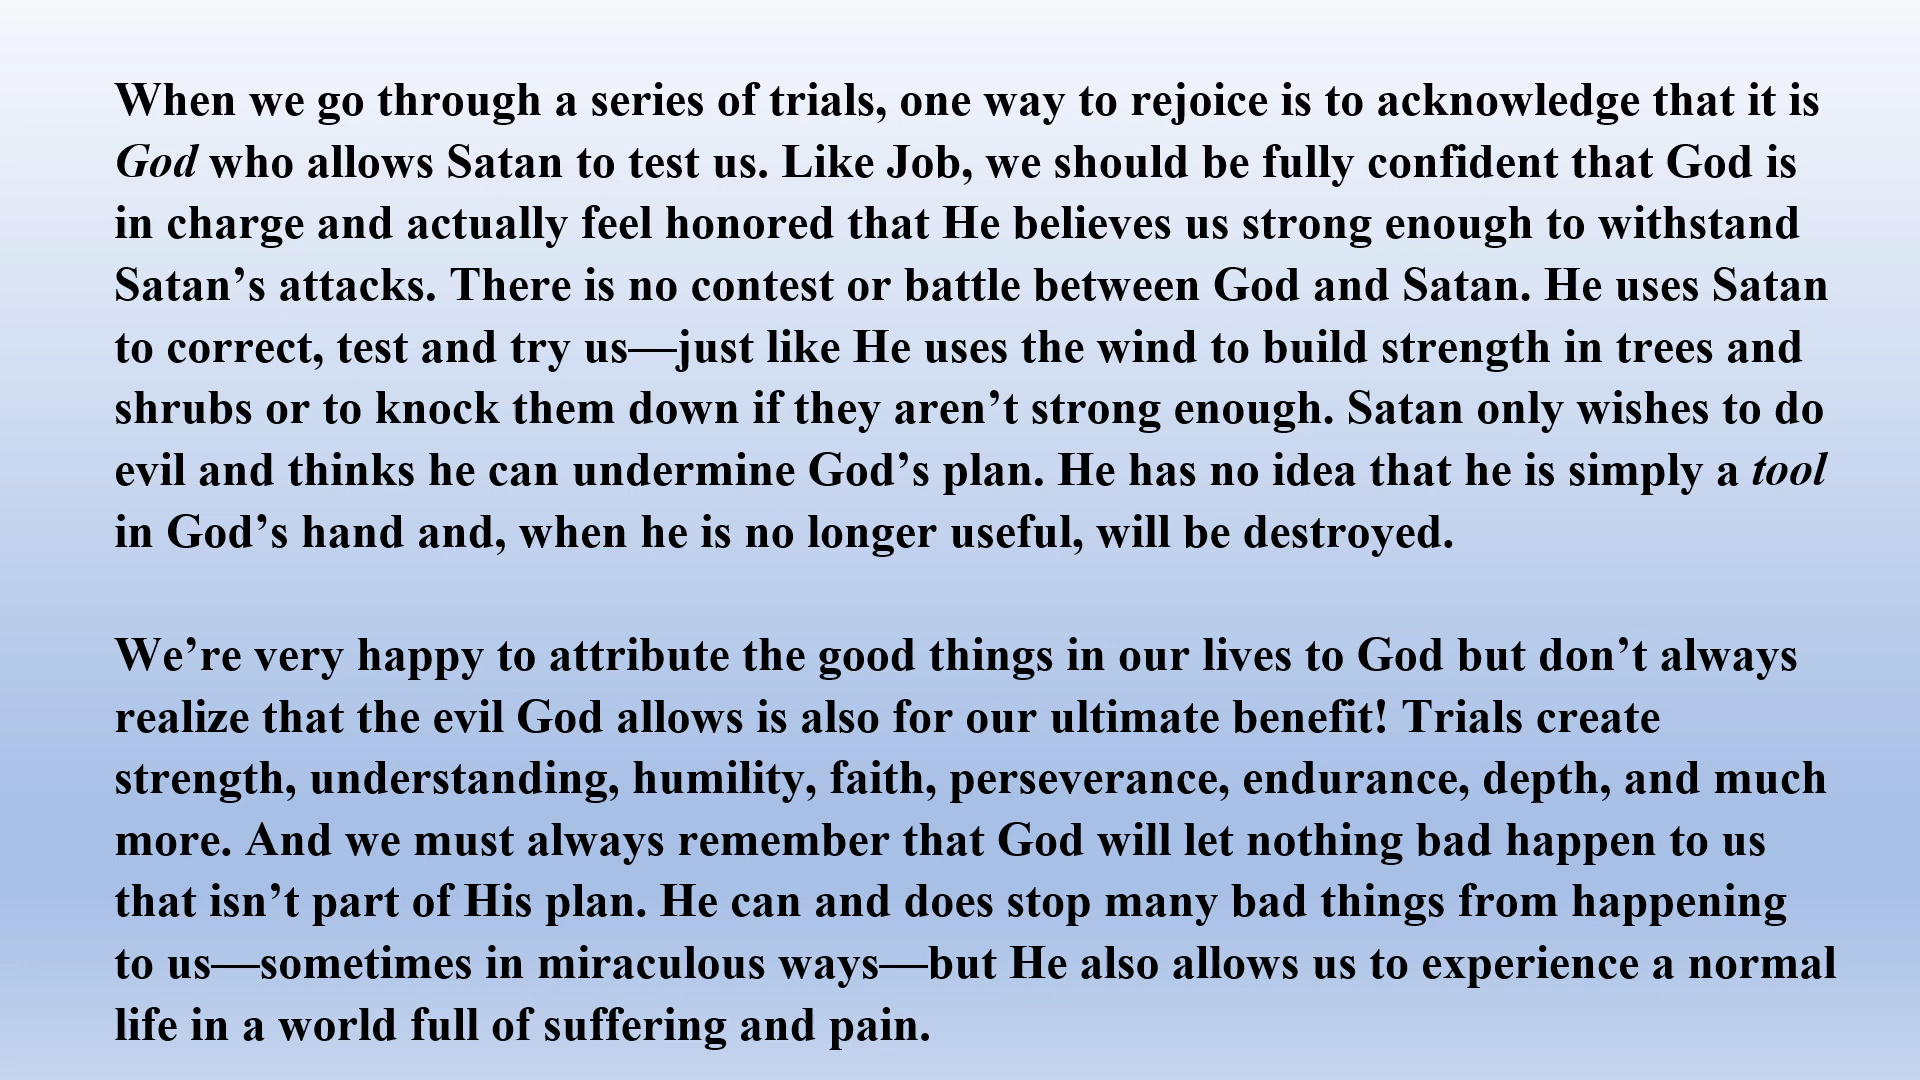 When we go through a series of trials, one way to rejoice is to acknowledge that it is
God who allows Satan to test us. Like Job, we should be fully confident that God is
in charge and actually feel honored that He believes us strong enough to withstand
Satan’s attacks. There is no contest or battle between God and Satan. He uses Satan
to correct, test and try us—just like He uses the wind to build strength in trees and
shrubs or to knock them down if they aren’t strong enough. Satan only wishes to do
evil and thinks he can undermine God’s plan. He has no idea that he is simply a tool
in God’s hand and, when he is no longer useful, will be destroyed.
We’re very happy to attribute the good things in our lives to God but don’t always
realize that the evil God allows is also for our ultimate benefit! Trials create
strength, understanding, humility, faith, perseverance, endurance, depth, and much
more. And we must always remember that God will let nothing bad happen to us
that isn’t part of His plan. He can and does stop many bad things from happening
to us—sometimes in miraculous ways—but He also allows us to experience a normal
life in a world full of suffering and pain.